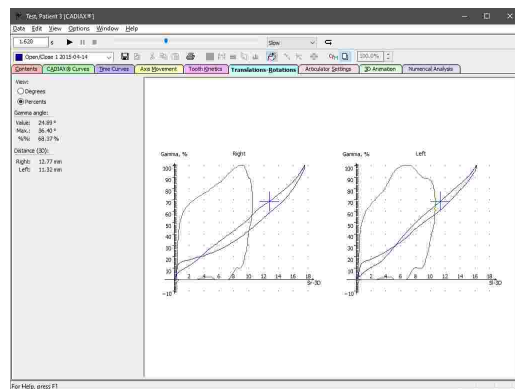 Test, Patient 3 [CADIAX®]
Data Edit View Options Window Help
1.620 s Slow
Open/Close 1 2015-04-14 100.0%
Contents CADIAX® Curves Time Curves Axe Movement Tooth Kinetics Translations-Rotations Articulator Settings 3D Animation Numerical Analysis
View:
Degrees
Percents
Gamma angle:
Value: 24.89 °
Max.: 36.40 °
%%: 68.37 %
Distance (3D):
Right: 12.77 mm
Left: 11.32 mm
Gamma, % Right
100
90
80
70
60
50
40
30
20
10
2 4 6 8 10 12 14 16 18
-10
Gamma, % Left
100
90
80
70
60
50
40
30
20
10
2 4 6 8 10 12 14 16 18
-10
For Help, press F1